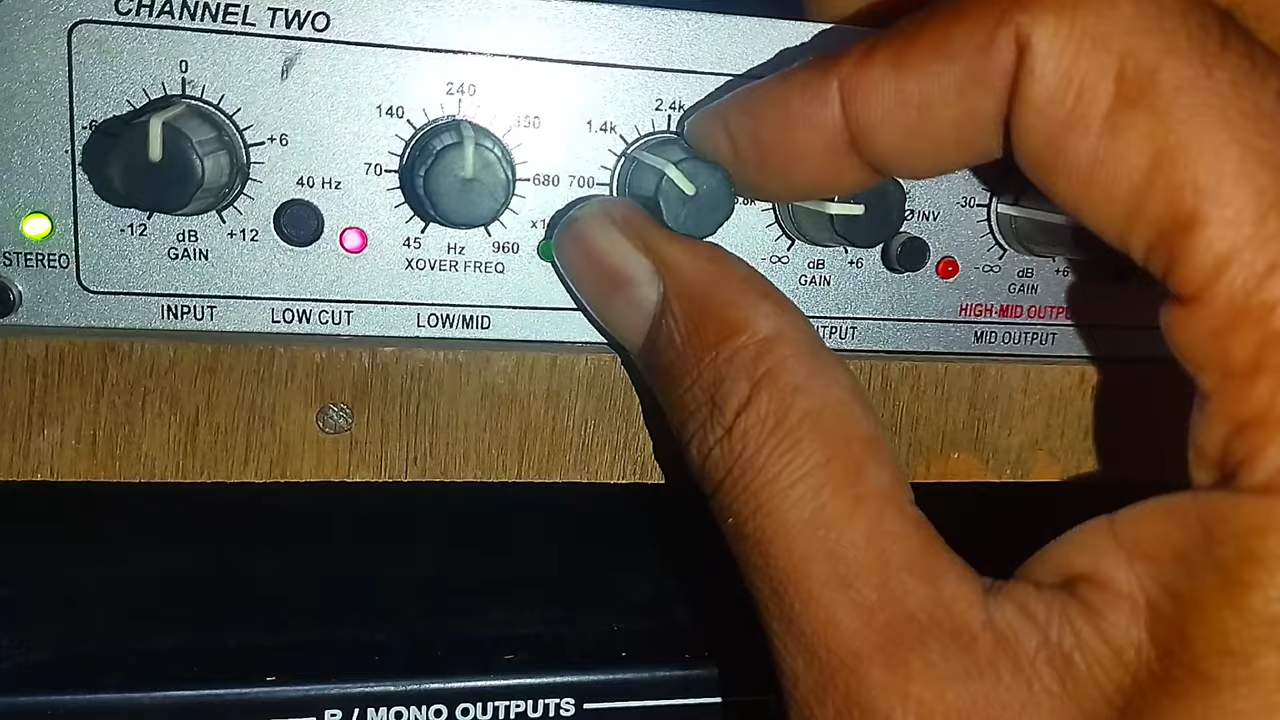 CHANNEL TWO
0
+6
-12
dB
+12
GAIN
STEREO
INPUT
40 Hz
LOW CUT
240
140
70
680
45
Hz
960
XOVER FREQ
LOW/MID
2.4k
1.4k
700
-∞
dB
+6
GAIN
INV
-30
-∞
dB
+6
GAIN
HIGH-MID
MID OUTPUT
R / MONO OUTPUTS